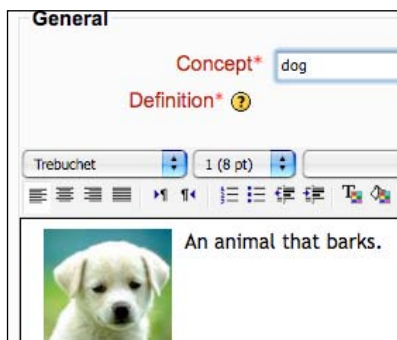 General
Concept* dog
Definition*
Trebuchet 1 (8 pt)
An animal that barks.